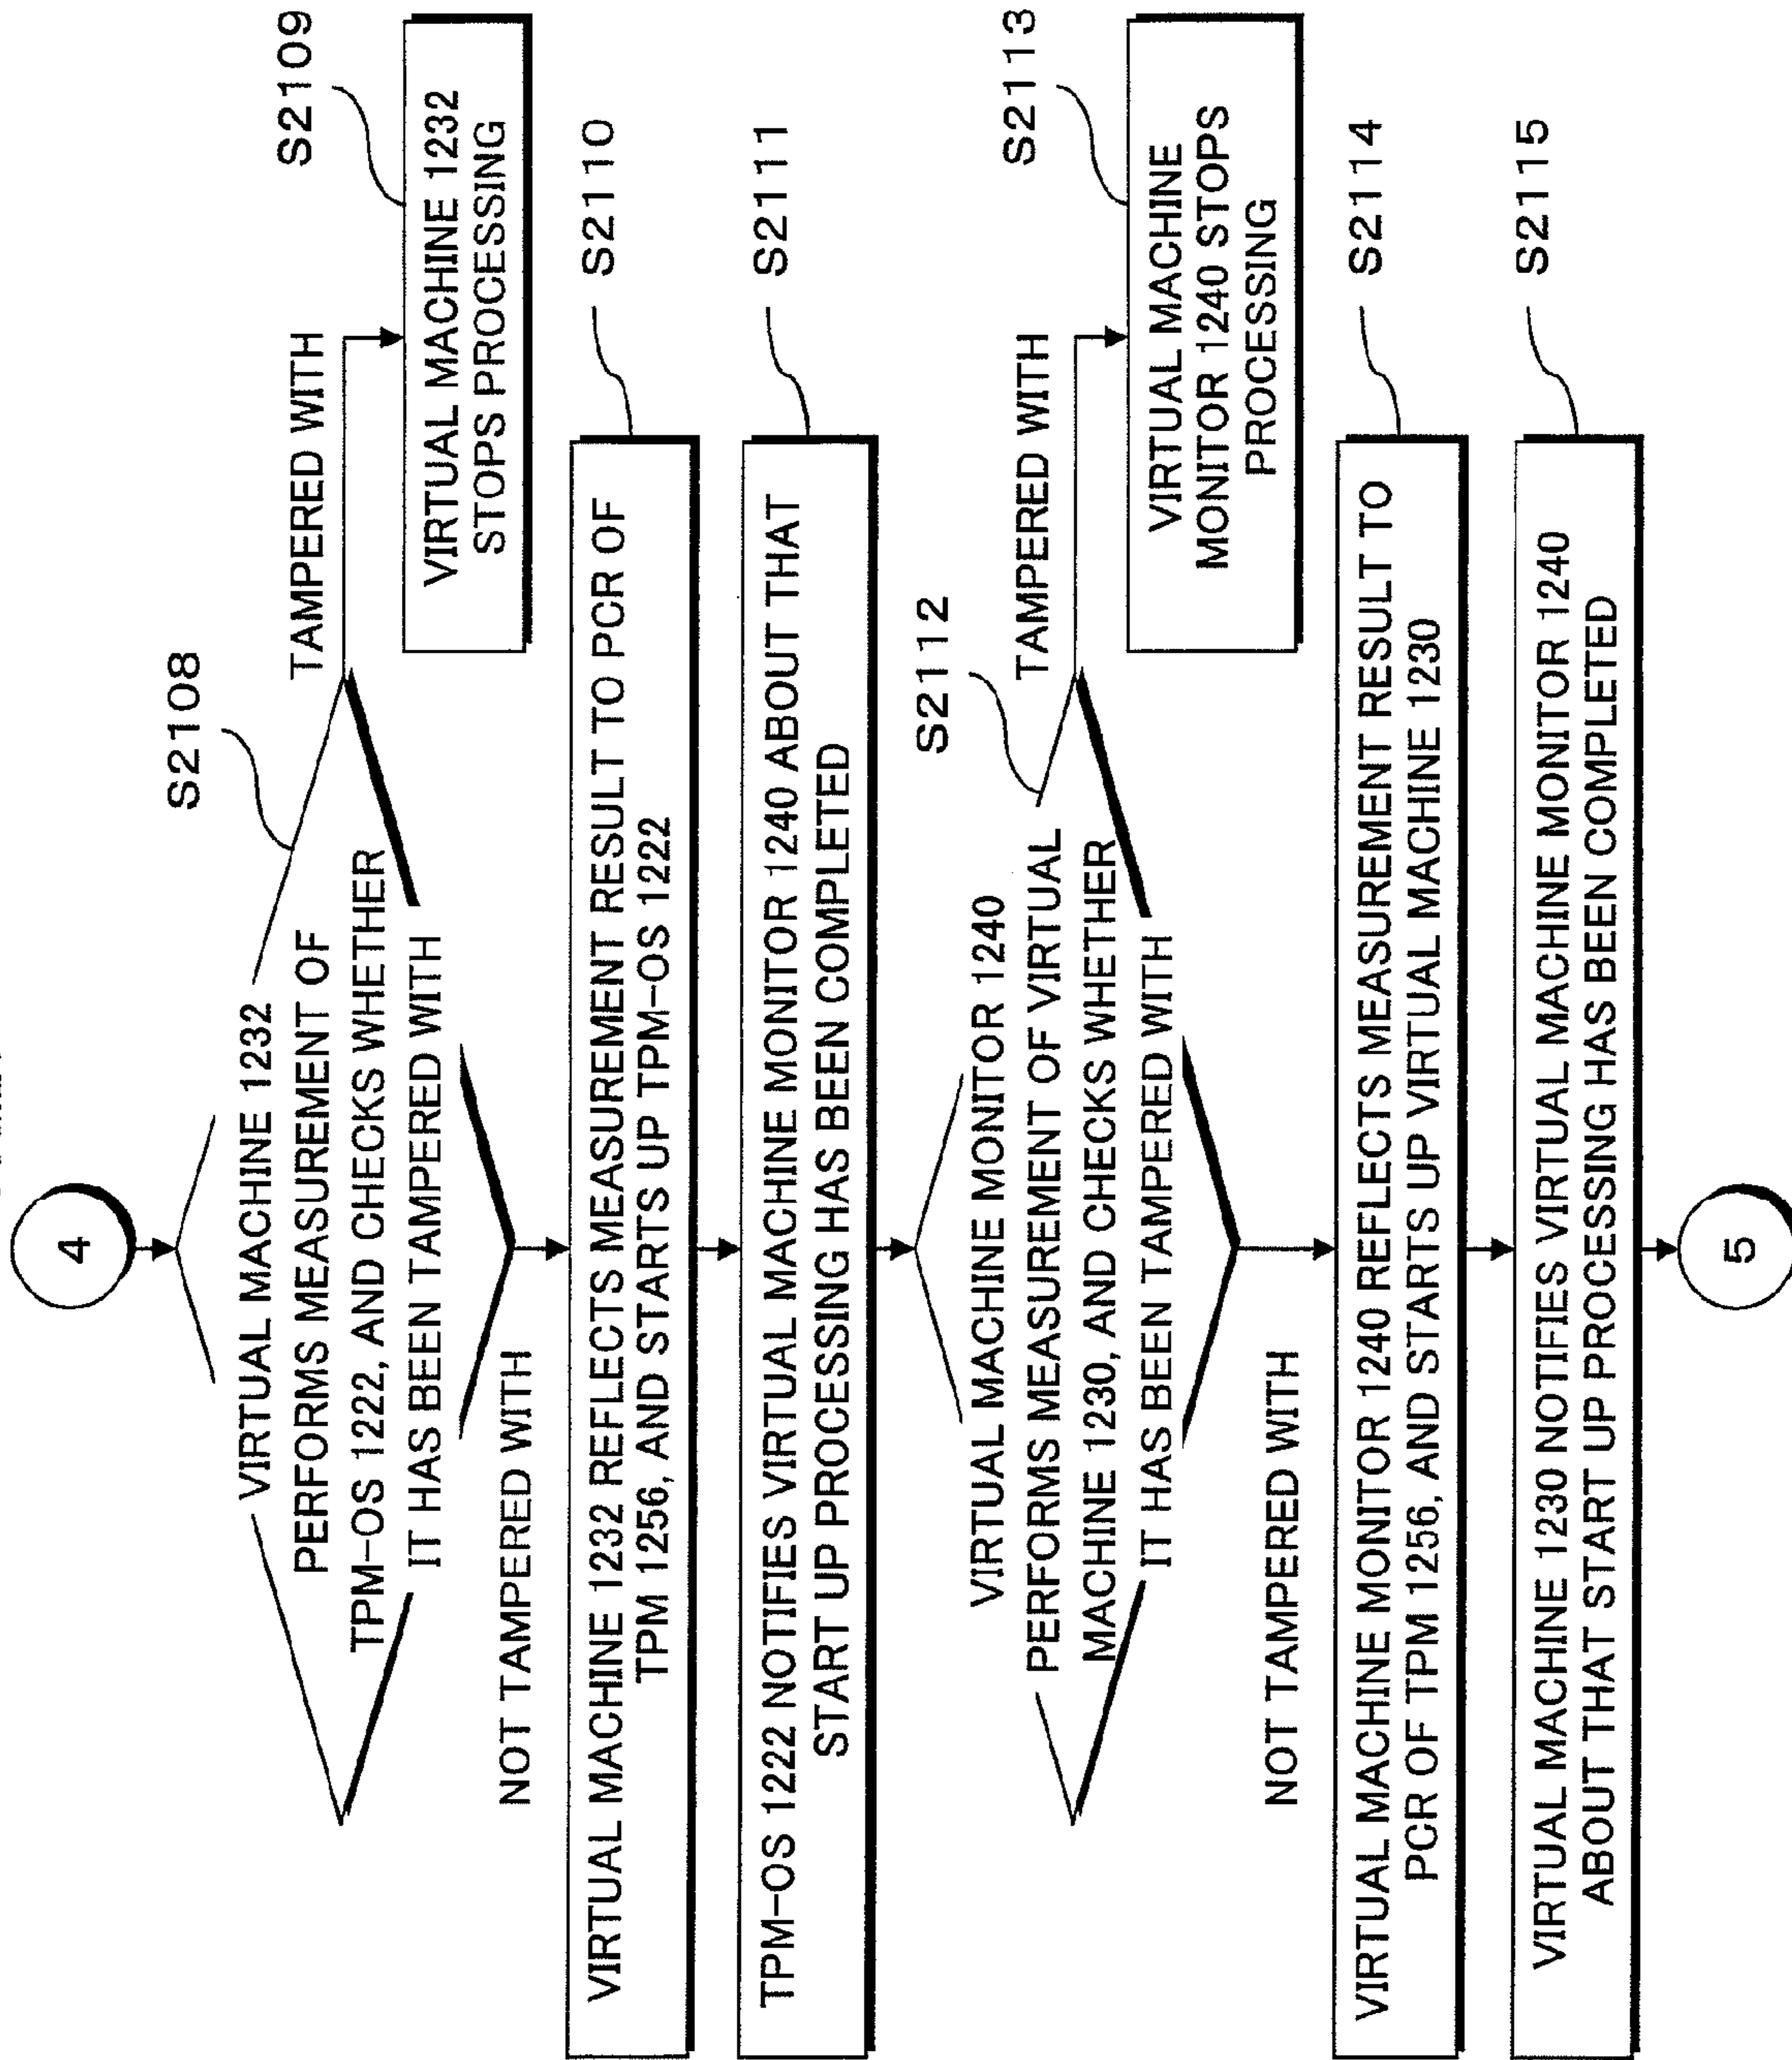 4
S2108
VIRTUAL MACHINE 1232
PERFORMS MEASUREMENT OF
TPM-OS 1222, AND CHECKS WHETHER
IT HAS BEEN TAMPERED WITH
TAMPERED WITH
S2109
VIRTUAL MACHINE 1232
STOPS PROCESSING
NOT TAMPERED WITH
S2110
VIRTUAL MACHINE 1232 REFLECTS MEASUREMENT RESULT TO PCR OF
TPM 1256, AND STARTS UP TPM-OS 1222
S2111
TPM-OS 1222 NOTIFIES VIRTUAL MACHINE MONITOR 1240 ABOUT THAT
START UP PROCESSING HAS BEEN COMPLETED
S2112
VIRTUAL MACHINE MONITOR 1240
PERFORMS MEASUREMENT OF VIRTUAL
MACHINE 1230, AND CHECKS WHETHER
IT HAS BEEN TAMPERED WITH
TAMPERED WITH
S2113
VIRTUAL MACHINE
MONITOR 1240 STOPS
PROCESSING
NOT TAMPERED WITH
S2114
VIRTUAL MACHINE MONITOR 1240 REFLECTS MEASUREMENT RESULT TO
PCR OF TPM 1256, AND STARTS UP VIRTUAL MACHINE 1230
S2115
VIRTUAL MACHINE 1230 NOTIFIES VIRTUAL MACHINE MONITOR 1240
ABOUT THAT START UP PROCESSING HAS BEEN COMPLETED
5